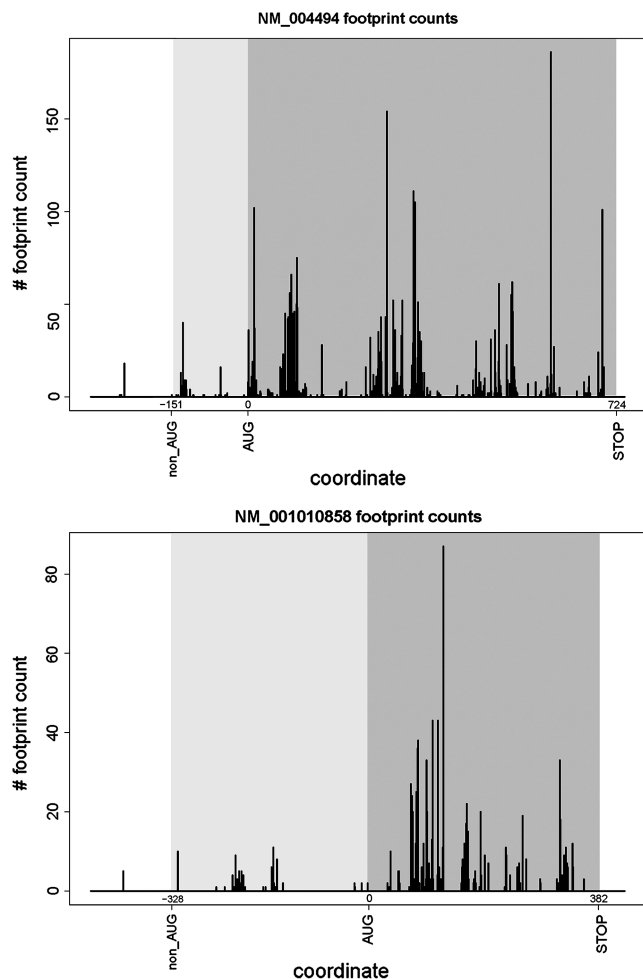 NM_004494 footprint counts
# footprint count
150
100
50
0
−151
0
724
non_AUG
AUG
STOP
coordinate
NM_001010858 footprint counts
# footprint count
80
60
40
20
0
−328
0
382
non_AUG
AUG
STOP
coordinate